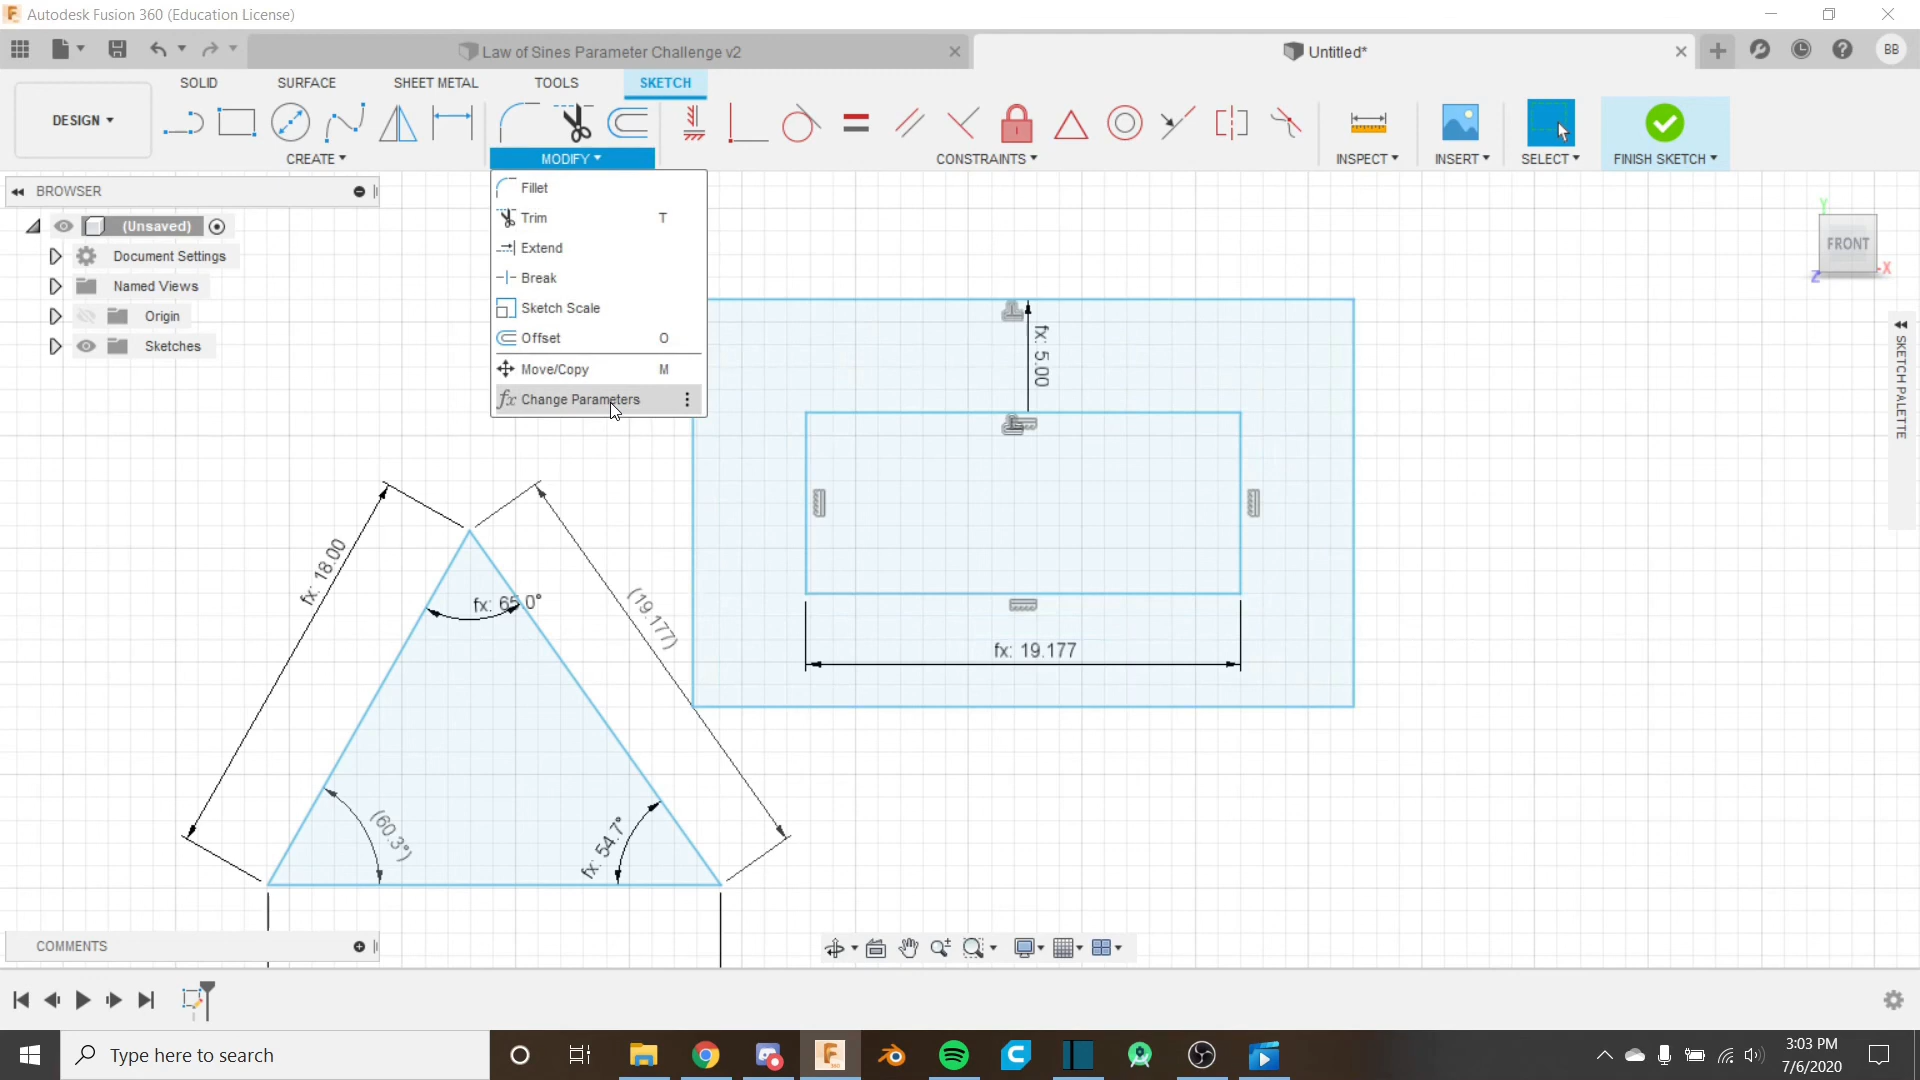 Autodesk Fusion 360 (Education License)
Law of Sines Parameter Challenge v2
Untitled*
BB
SOLID SURFACE SHEET METAL TOOLS SKETCH
DESIGN
CREATE MODIFY CONSTRAINTS INSPECT INSERT SELECT FINISH SKETCH
BROWSER
(Unsaved)
Document Settings
Named Views
Origin
Sketches
Fillet
Trim T
Extend
Break
Sketch Scale
Offset O
Move/Copy M
fx Change Parameters
Y
FRONT
X
Z
SKETCH PALETTE
fx: 5.00
fx: 19.177
fx: 18.00
fx: 65.0°
(19.177)
(60.3°)
fx: 54.7°
COMMENTS
Type here to search
3:03 PM
7/6/2020